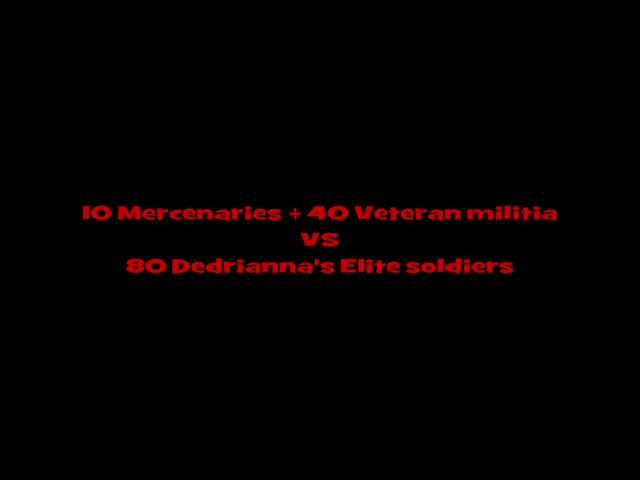 10 Mercenaries + 40 Veteran militia
VS
80 Dedrianna's Elite soldiers